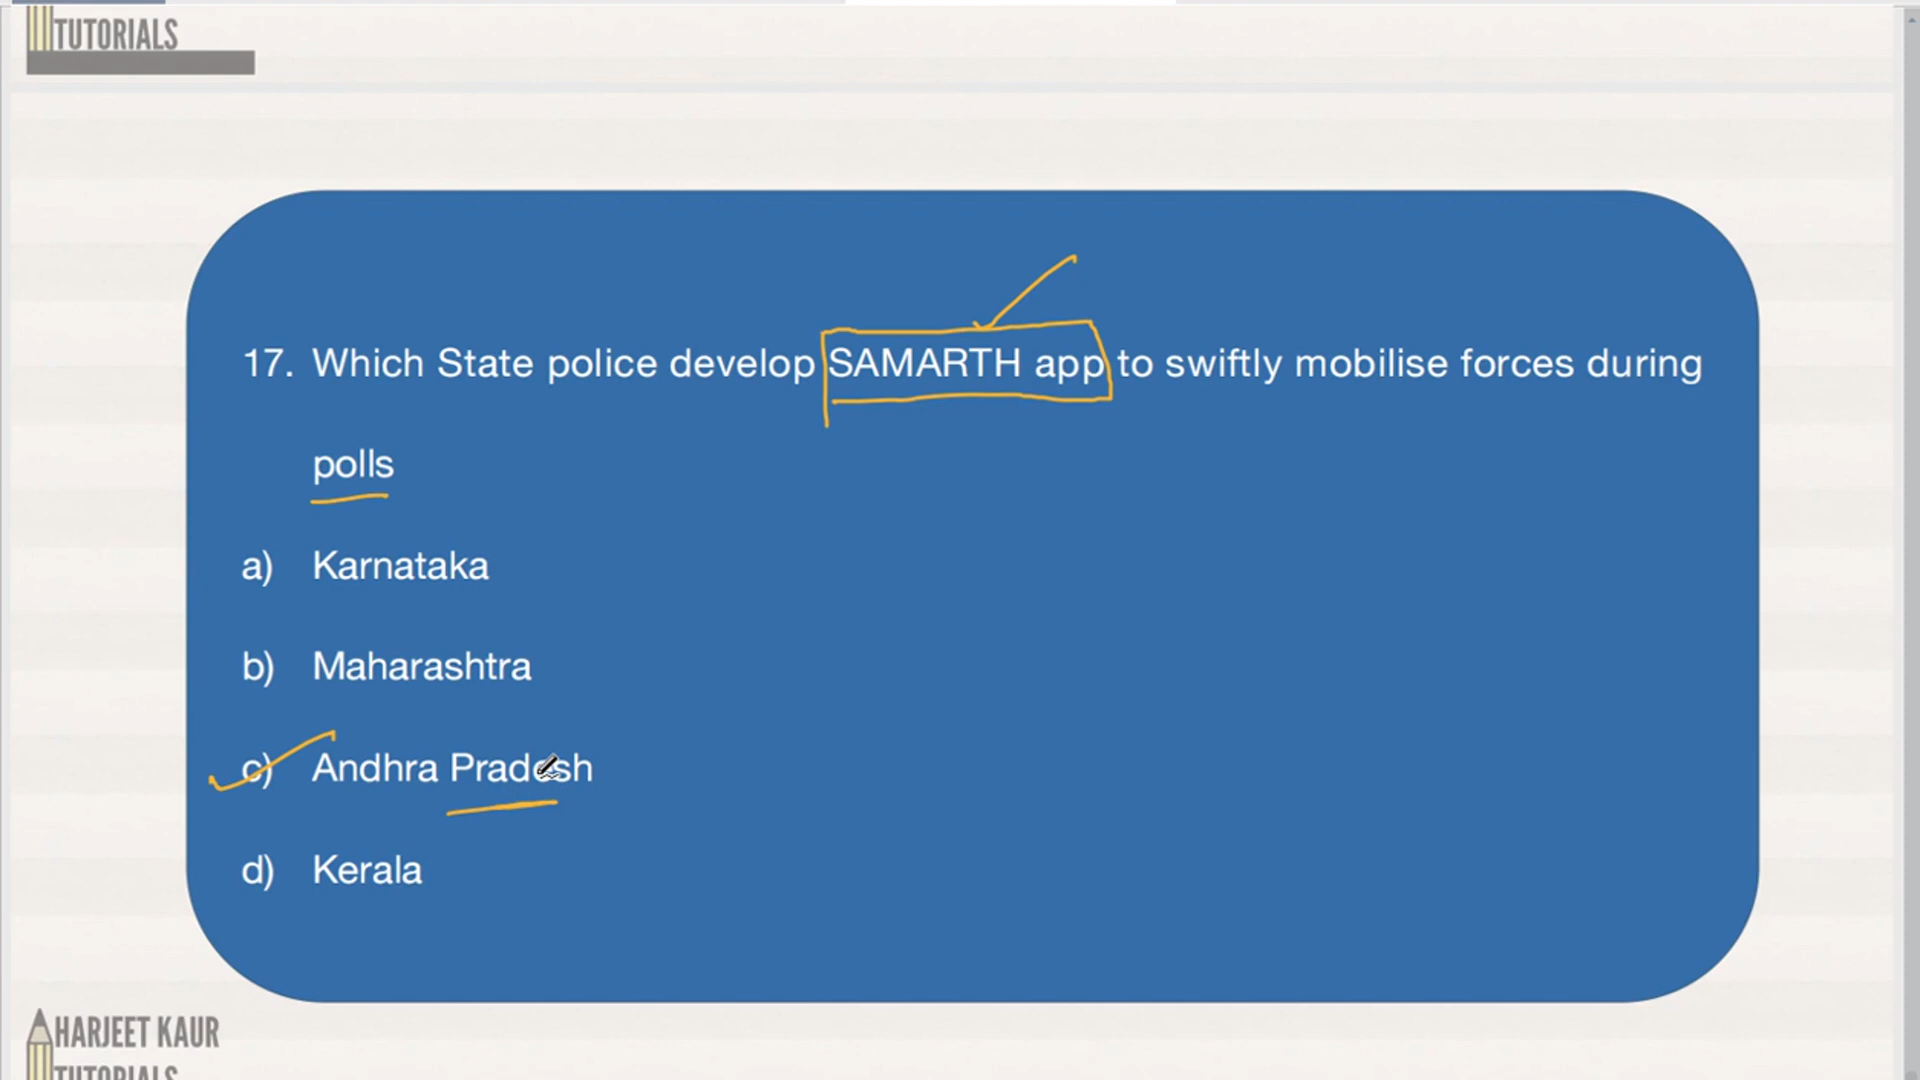 TUTORIALS
17. Which State police develop SAMARTH app to swiftly mobilise forces during
polls
a) Karnataka
b) Maharashtra
c) Andhra Pradesh
d) Kerala
HARJEET KAUR
TUTORIALS